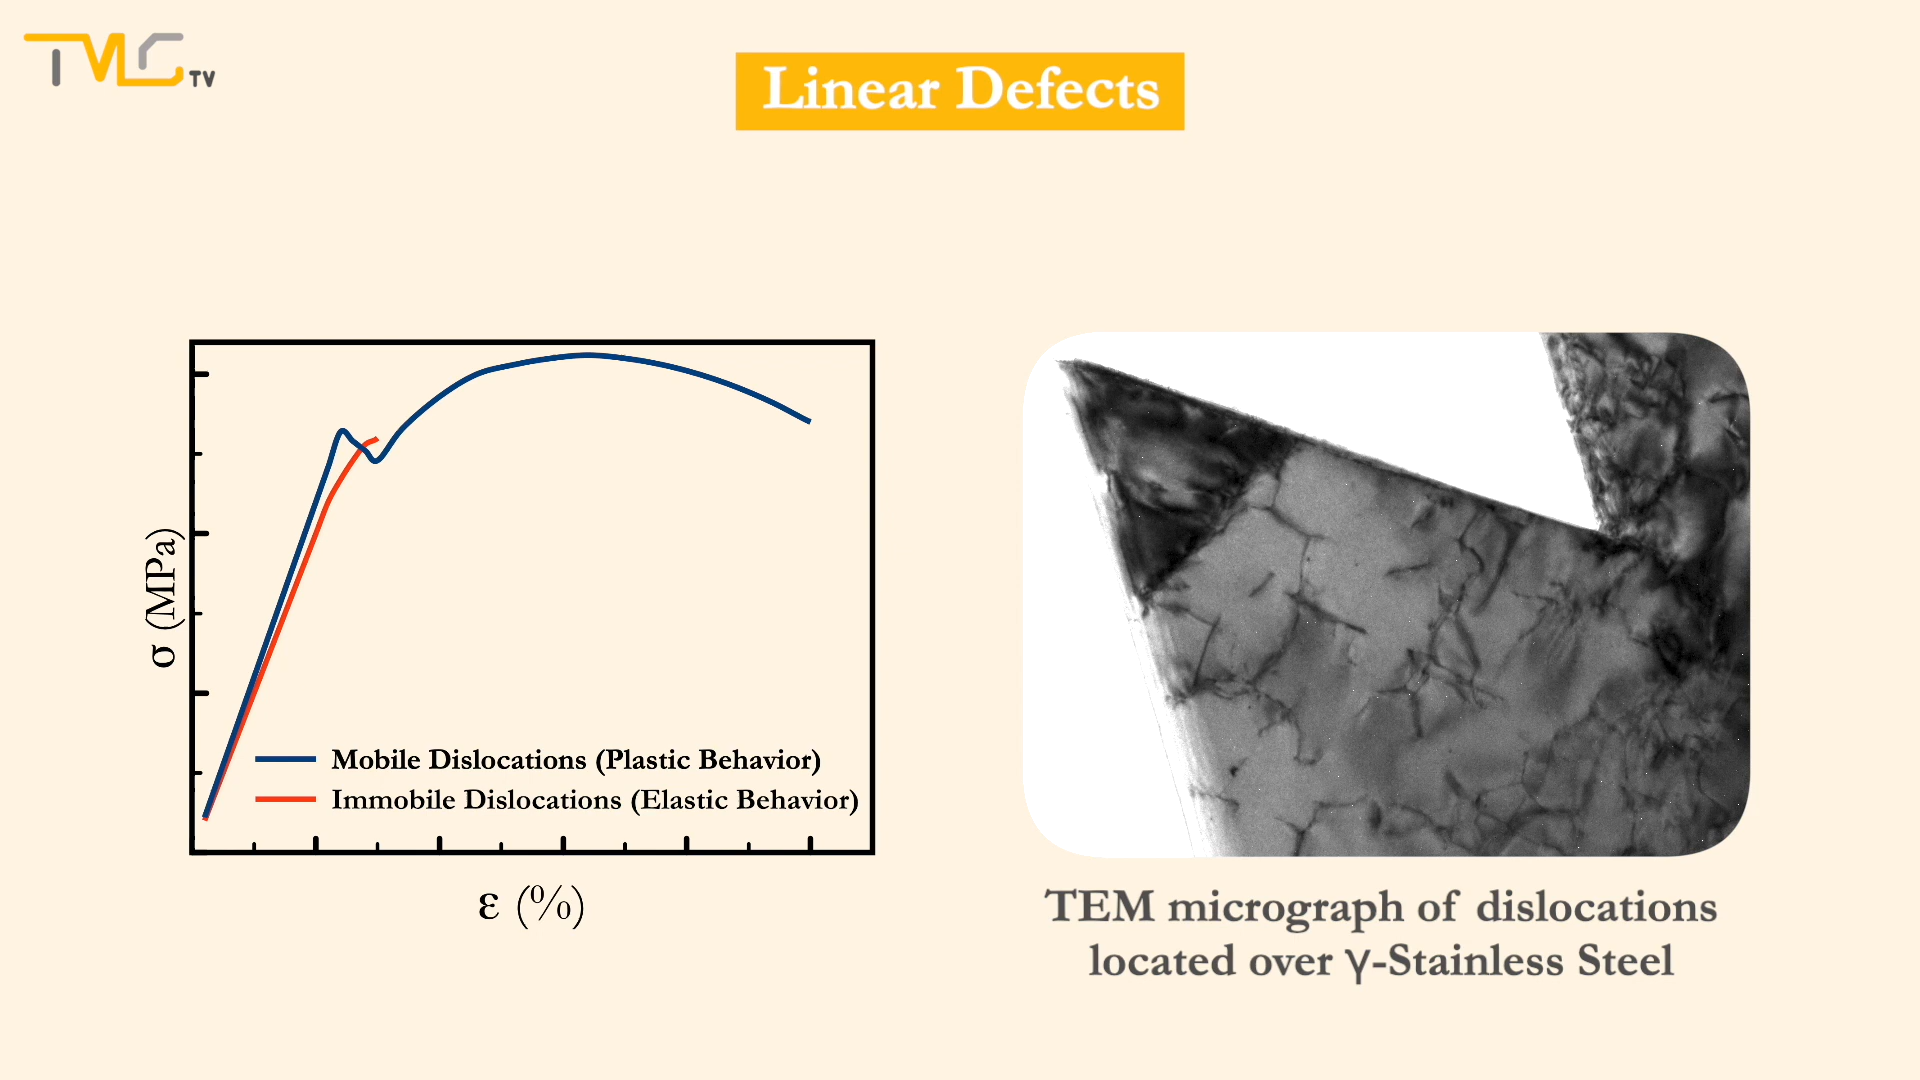 TMC TV
Linear Defects
σ (MPa)
Mobile Dislocations (Plastic Behavior)
Immobile Dislocations (Elastic Behavior)
ε (%)
TEM micrograph of dislocations
located over γ-Stainless Steel